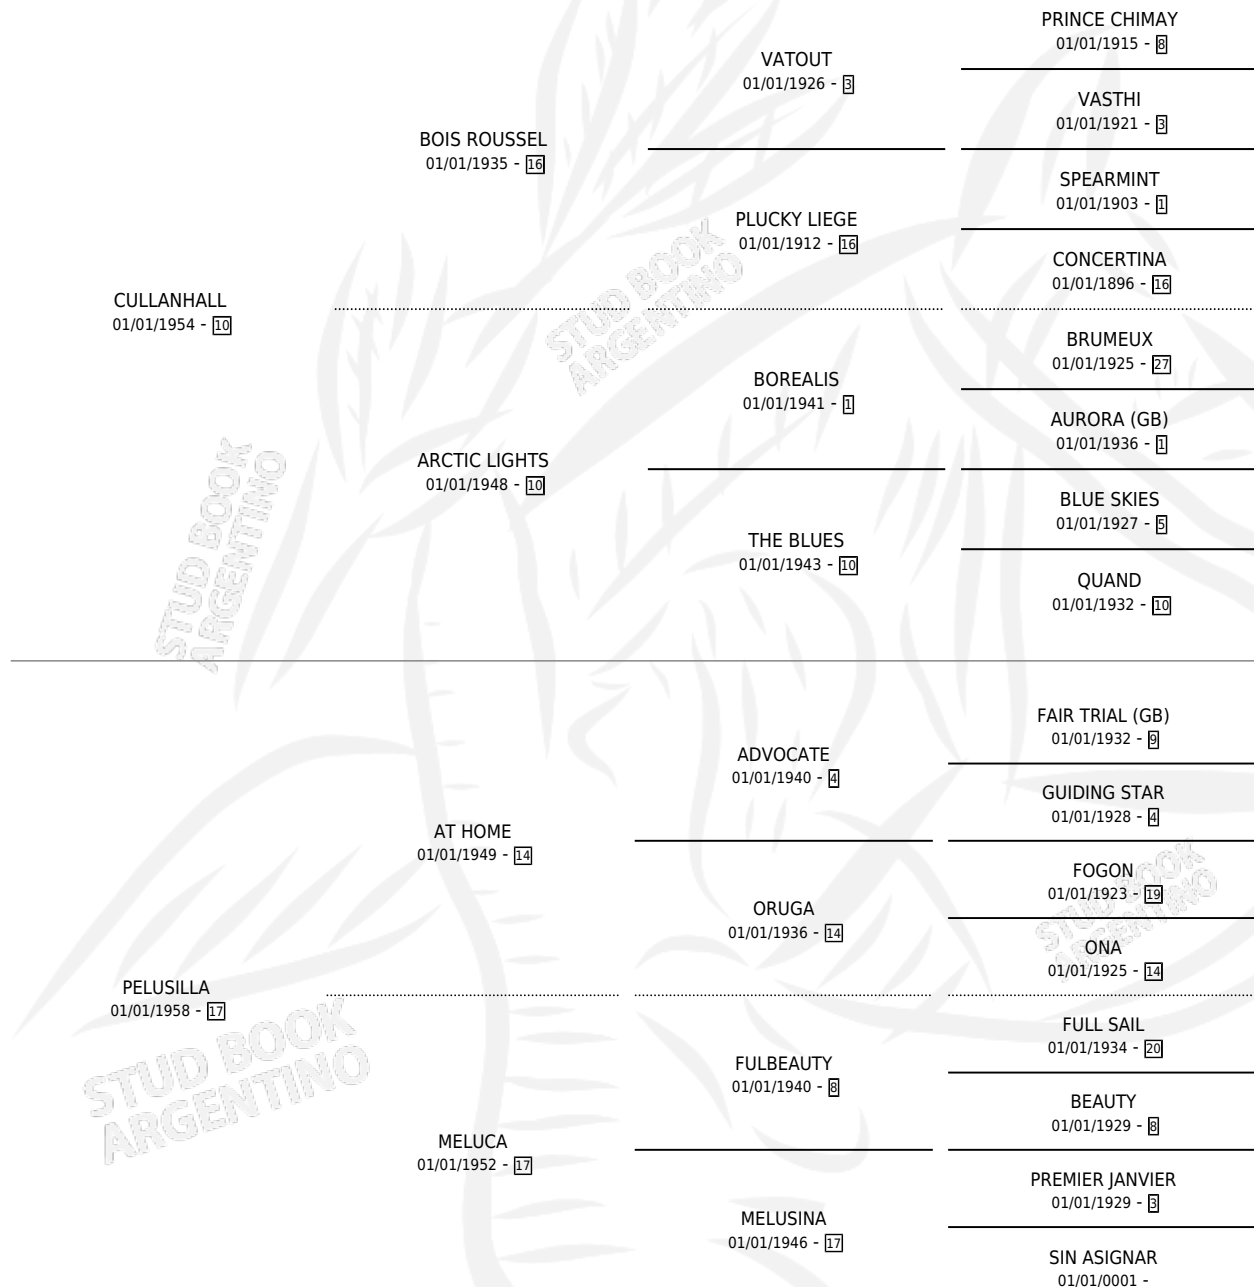 PRINCE CHIMAY
01/01/1915 - 8
VATOUT
01/01/1926 - 3
VASTHI
01/01/1921 - 3
BOIS ROUSSEL
01/01/1935 - 16
SPEARMINT
01/01/1903 - 1
PLUCKY LIEGE
01/01/1912 - 16
CONCERTINA
01/01/1896 - 16
CULLANHALL
01/01/1954 - 10
BRUMEUX
01/01/1925 - 27
BOREALIS
01/01/1941 - 1
AURORA (GB)
01/01/1936 - 1
ARCTIC LIGHTS
01/01/1948 - 10
BLUE SKIES
01/01/1927 - 5
THE BLUES
01/01/1943 - 10
QUAND
01/01/1932 - 10
FAIR TRIAL (GB)
01/01/1932 - 9
ADVOCATE
01/01/1940 - 4
GUIDING STAR
01/01/1928 - 4
AT HOME
01/01/1949 - 14
FOGON
01/01/1923 - 19
ORUGA
01/01/1936 - 14
ONA
01/01/1925 - 14
PELUSILLA
01/01/1958 - 17
FULL SAIL
01/01/1934 - 20
FULBEAUTY
01/01/1940 - 8
BEAUTY
01/01/1929 - 8
MELUCA
01/01/1952 - 17
PREMIER JANVIER
01/01/1929 - 3
MELUSINA
01/01/1946 - 17
SIN ASIGNAR
01/01/0001 -
STUD BOOK
ARGENTINO
STUD BOOK
ARGENTINO
STUD BOOK
ARGENTINO
STUD BOOK
ARGENTINO